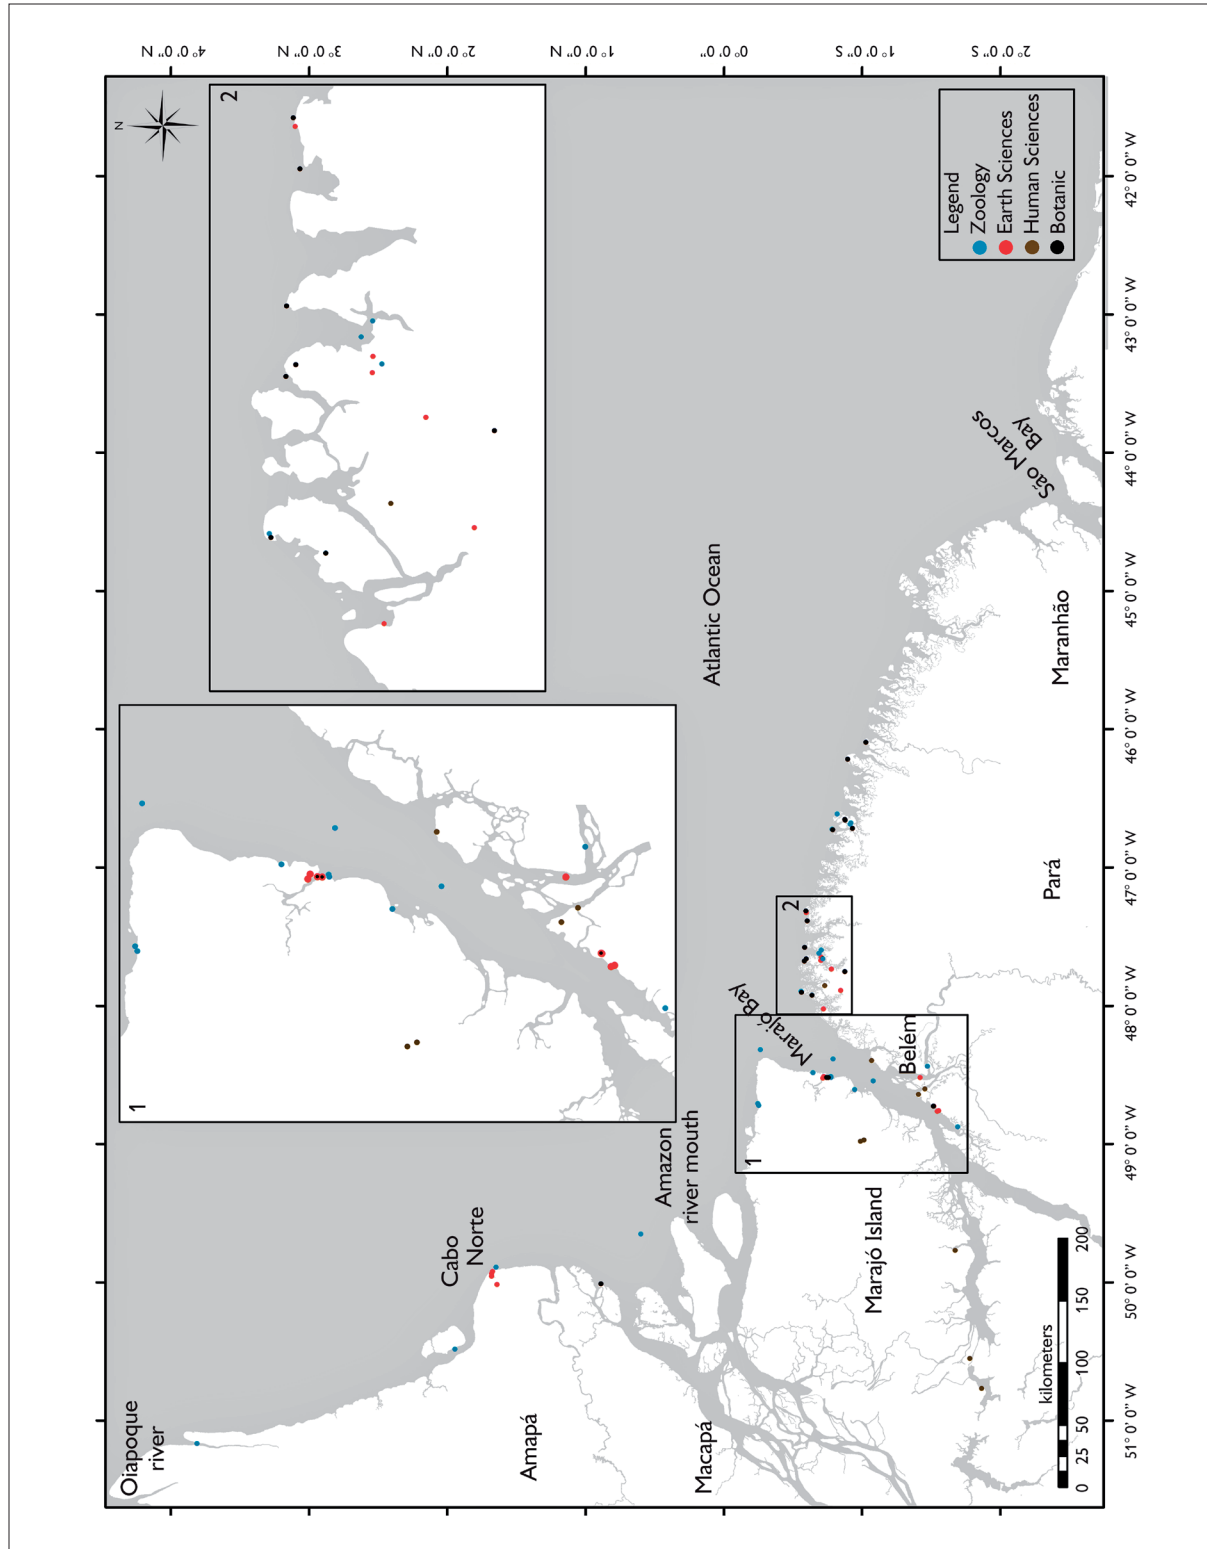 4° 0' 0" N
3° 0' 0" N
2° 0' 0" N
1° 0' 0" N
0° 0' 0"
1° 0' 0" S
2° 0' 0" S
N
1
2
Oiapoque
river
Cabo
Norte
Amapá
Macapá
Amazon
river mouth
Atlantic Ocean
Marajó Island
Marajó Bay
Belém
1
2
Pará
Maranhão
São Marcos
Bay
Legend
Zoology
Earth Sciences
Human Sciences
Botanic
kilometers
0 25 50 100 150 200
51° 0' 0" W
50° 0' 0" W
49° 0' 0" W
48° 0' 0" W
47° 0' 0" W
46° 0' 0" W
45° 0' 0" W
44° 0' 0" W
43° 0' 0" W
42° 0' 0" W